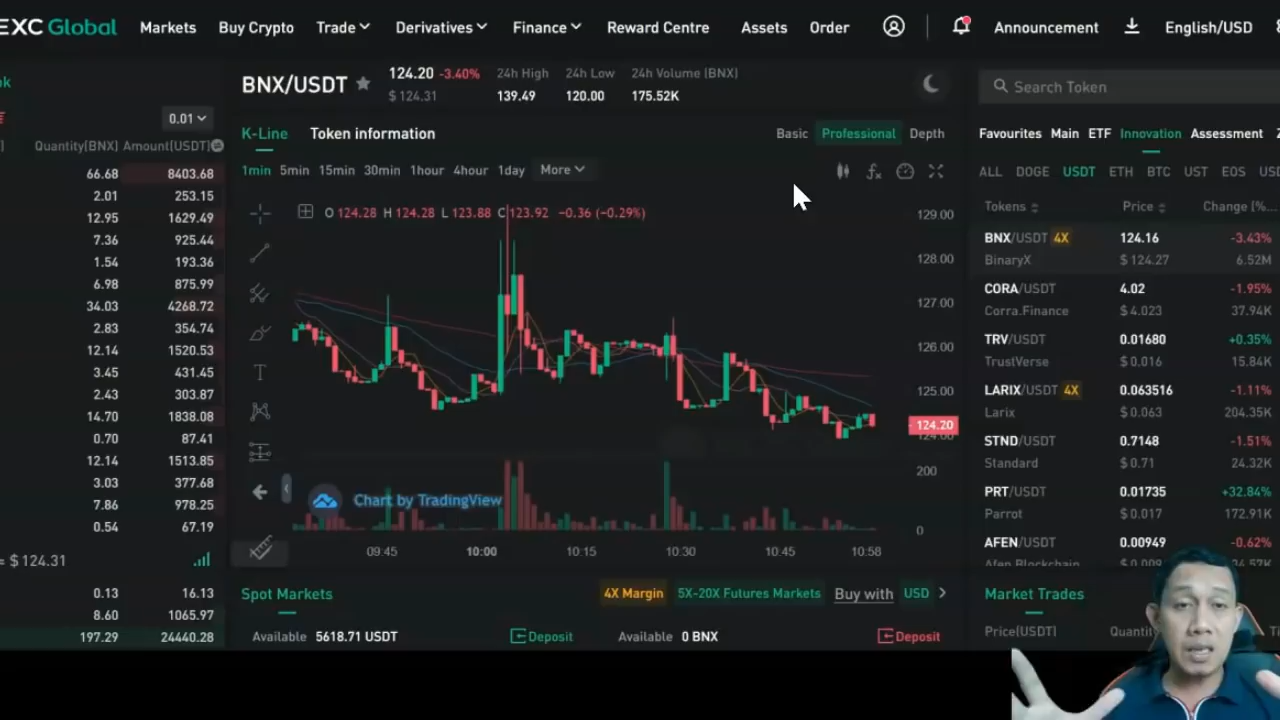 EXC Global Markets Buy Crypto Trade Derivatives Finance Reward Centre Assets Order Announcement English/USD
BNX/USDT 124.20 -3.40% 24h High 24h Low 24h Volume (BNX)
$ 124.31 139.49 120.00 175.52K
Search Token
0.01
Quantity(BNX) Amount(USDT)
66.68 8403.68
2.01 253.15
12.95 1629.49
7.36 925.44
1.54 193.36
6.98 875.99
34.03 4268.72
2.83 354.74
12.14 1520.53
3.45 431.45
2.43 303.87
14.70 1838.08
0.70 87.41
12.14 1513.85
3.03 377.68
7.86 978.25
0.54 67.19
$ 124.31
0.13 16.13
8.60 1065.97
197.29 24440.28
K-Line Token information Basic Professional Depth
1min 5min 15min 30min 1hour 4hour 1day More
O 124.28 H 124.28 L 123.88 C 123.92 -0.36 (-0.29%)
129.00
128.00
127.00
126.00
125.00
124.20
124.00
200
0
Chart by TradingView
09:45 10:00 10:15 10:30 10:45 10:58
Spot Markets 4X Margin 5X-20X Futures Markets Buy with USD
Available 5618.71 USDT Deposit Available 0 BNX Deposit
Favourites Main ETF Innovation Assessment
ALL DOGE USDT ETH BTC UST EOS
Tokens Price Change (%...
BNX/USDT 4X 124.16 -3.43%
BinaryX $ 124.27 6.52M
CORA/USDT 4.02 -1.95%
Corra.Finance $ 4.023 37.94K
TRV/USDT 0.01680 +0.35%
TrustVerse $ 0.016 15.84K
LARIX/USDT 4X 0.063516 -1.11%
Larix $ 0.063 204.35K
STND/USDT 0.7148 -1.51%
Standard $ 0.71 24.32K
PRT/USDT 0.01735 +32.84%
Parrot $ 0.017 172.91K
AFEN/USDT 0.00949 -0.62%
Afen Blockchain
Market Trades
Price(USDT)